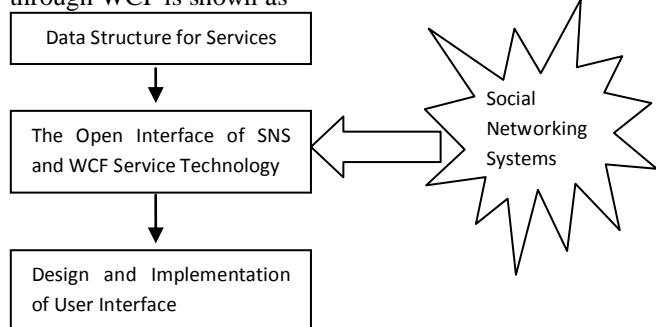 through WCF is shown as
Data Structure for Services
The Open Interface of SNS
and WCF Service Technology
Social
Networking
Systems
Design and Implementation
of User Interface